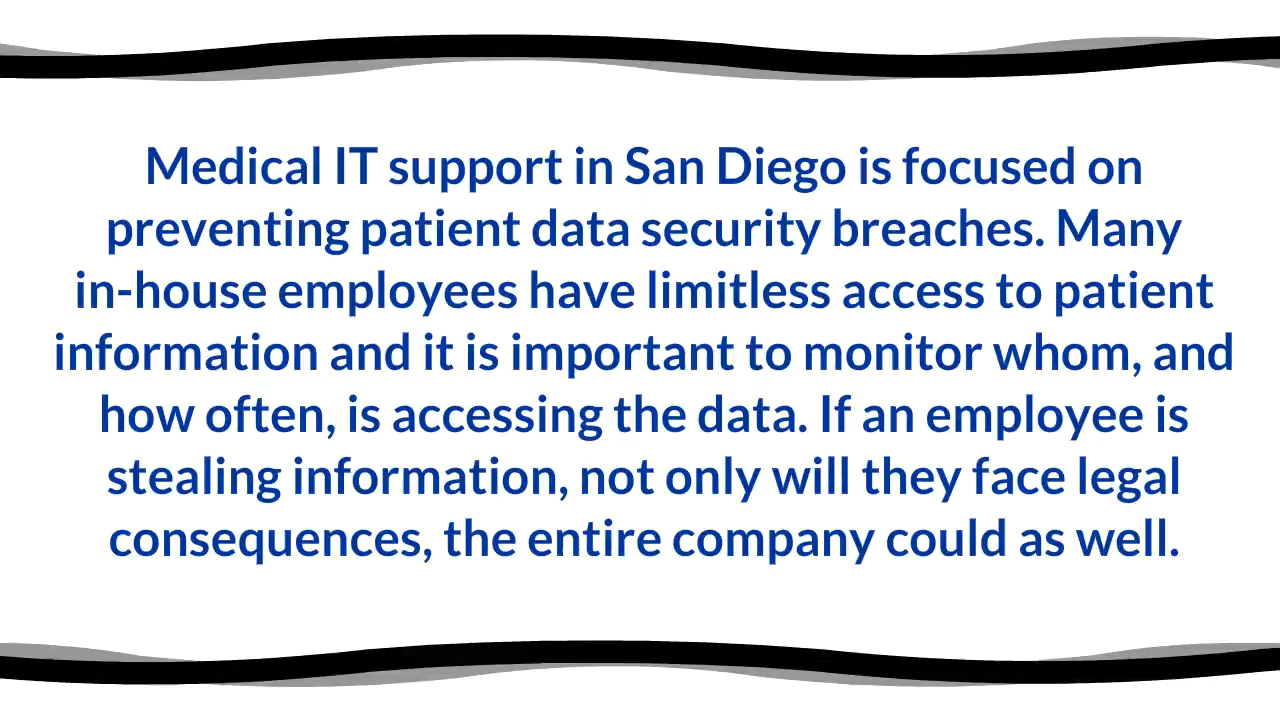 Medical IT support in San Diego is focused on
preventing patient data security breaches. Many
in-house employees have limitless access to patient
information and it is important to monitor whom, and
how often, is accessing the data. If an employee is
stealing information, not only will they face legal
consequences, the entire company could as well.